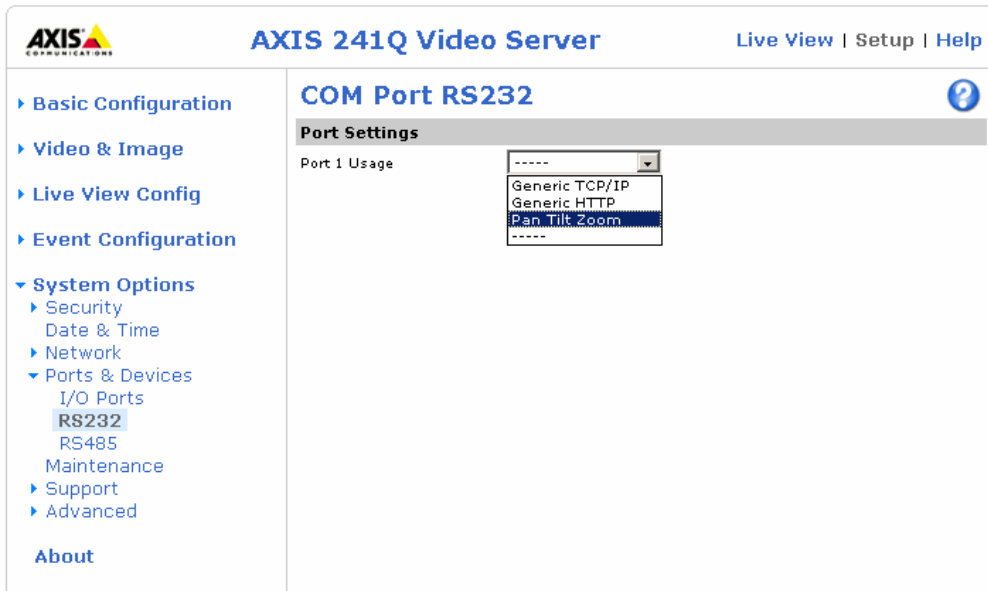 AXIS
COMMUNICATIONS
AXIS 241Q Video Server
Live View | Setup | Help
Basic Configuration
Video & Image
Live View Config
Event Configuration
System Options
Security
Date & Time
Network
Ports & Devices
I/O Ports
RS232
RS485
Maintenance
Support
Advanced
About
COM Port RS232
?
Port Settings
Port 1 Usage
-----
Generic TCP/IP
Generic HTTP
Pan Tilt Zoom
-----